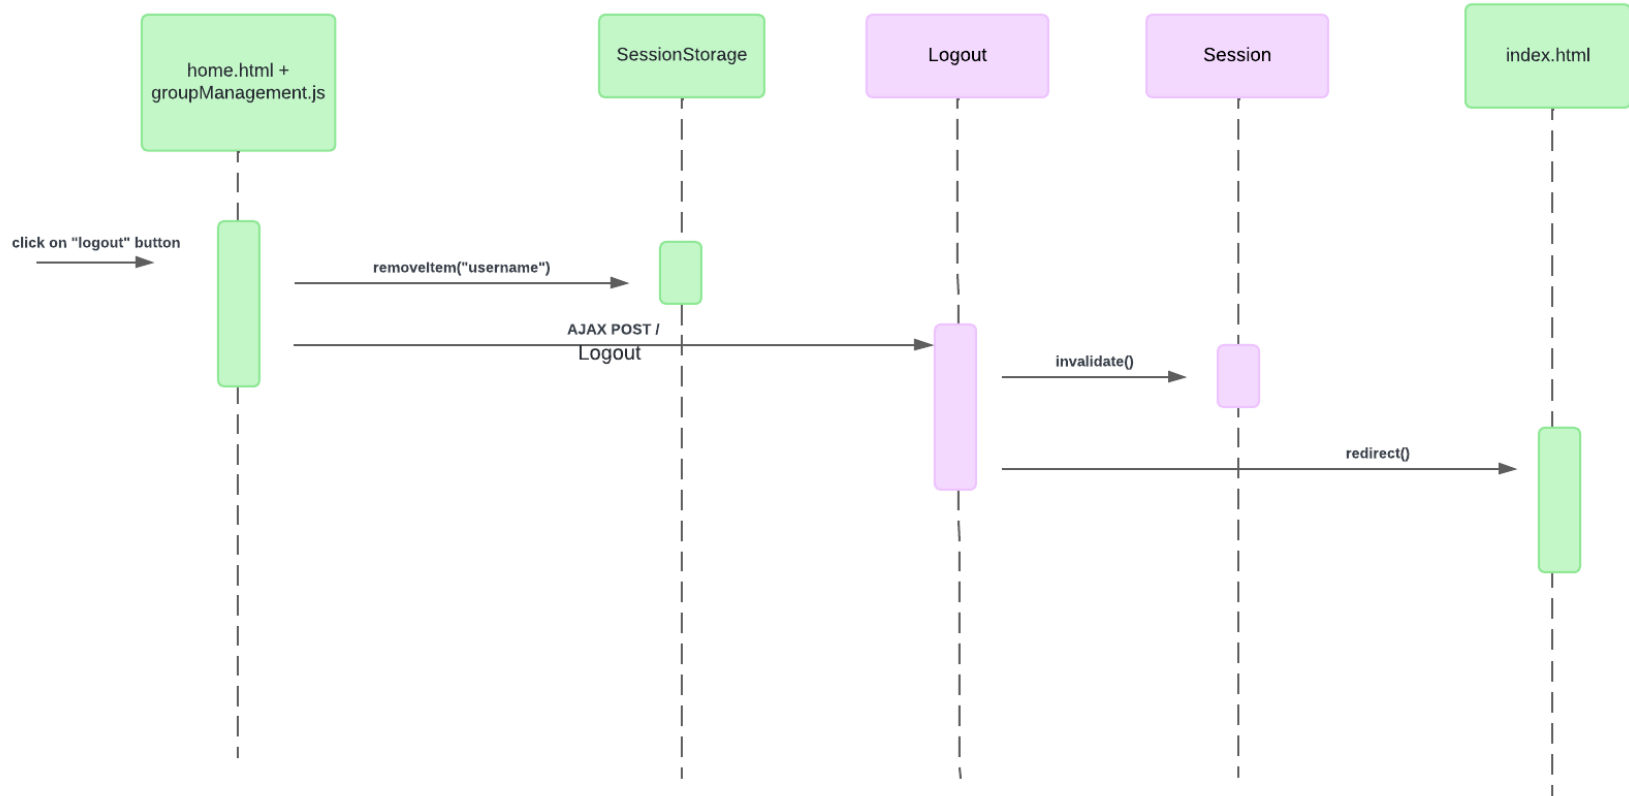 home.html +
groupManagement.js
SessionStorage
Logout
Session
index.html
click on "logout" button
removeItem("username")
AJAX POST /
Logout
invalidate()
redirect()